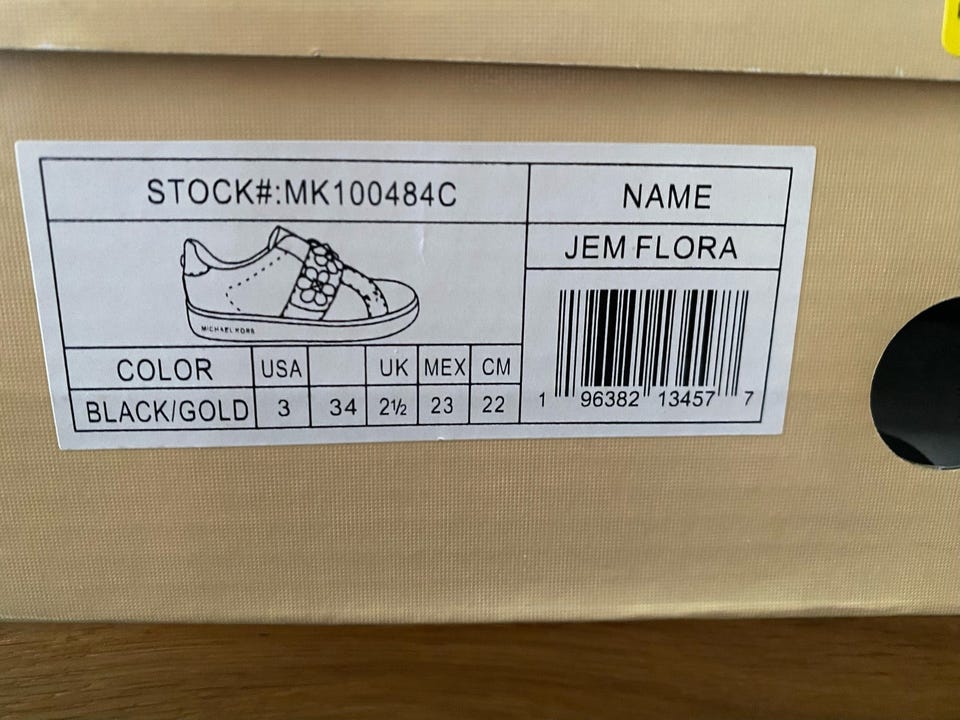 STOCK#:MK100484C
NAME
JEM FLORA
MICHAEL KORS
COLOR USA UK MEX CM
BLACK/GOLD 3 34 2½ 23 22
1 96382 13457 7